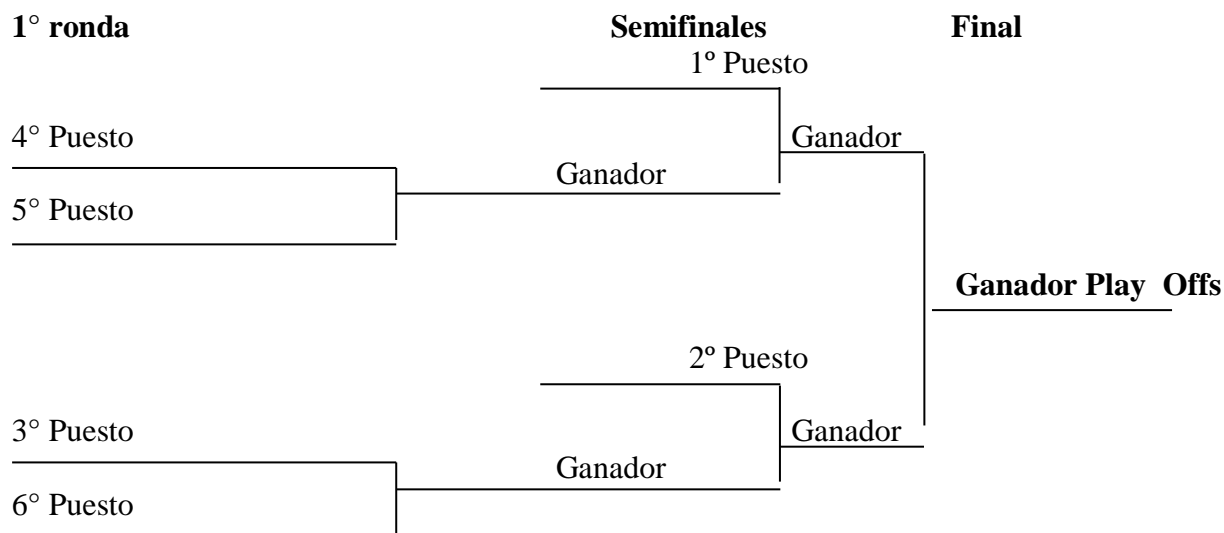 1° ronda Semifinales Final
1º Puesto
4° Puesto Ganador
Ganador
5° Puesto
Ganador Play Offs
2º Puesto
3° Puesto Ganador
Ganador
6° Puesto